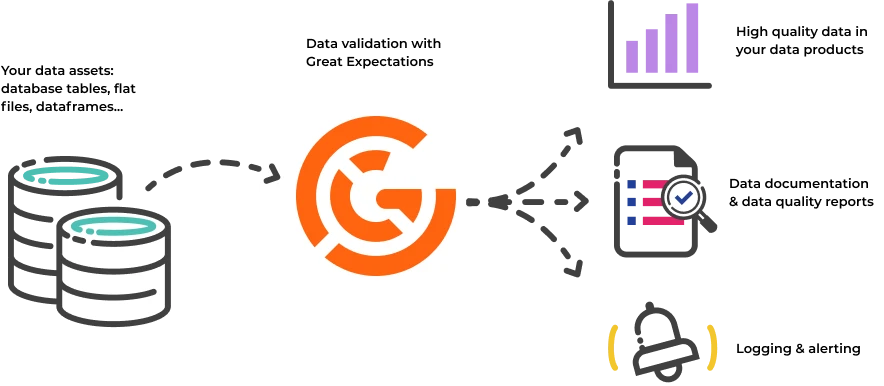 Your data assets:
database tables, flat
files, dataframes...
Data validation with
Great Expectations
High quality data in
your data products
Data documentation
& data quality reports
Logging & alerting